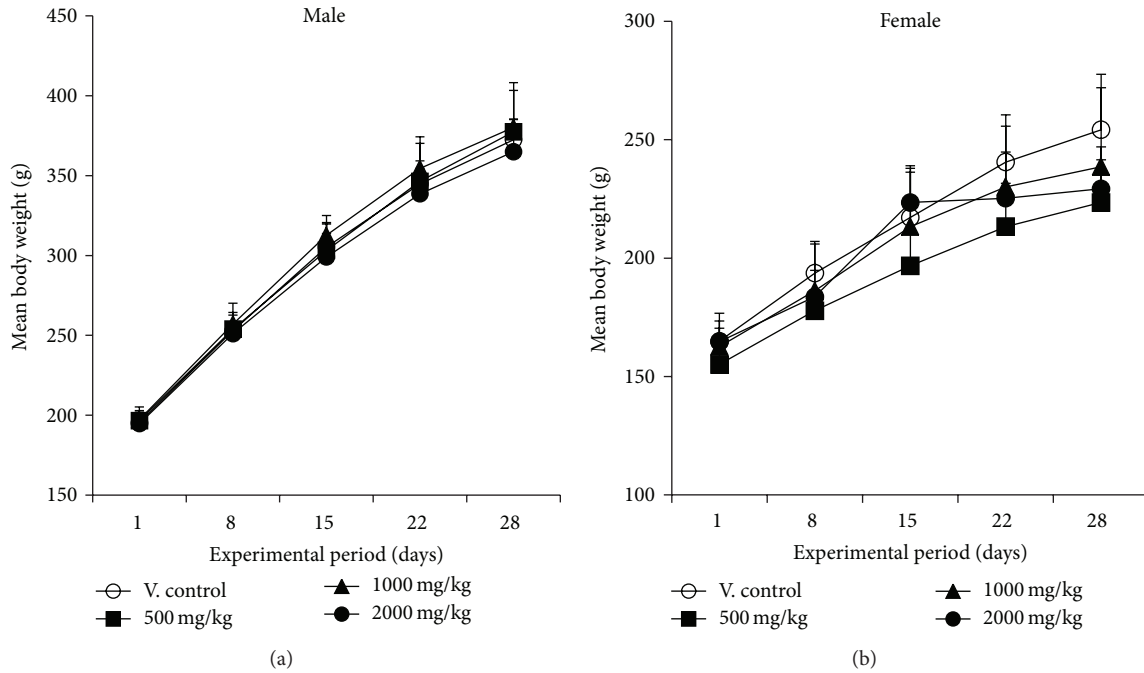 Male
450
400
350
300
250
200
150
Mean body weight (g)
1 8 15 22 28
Experimental period (days)
V. control
500 mg/kg
1000 mg/kg
2000 mg/kg
(a)
Female
300
250
200
150
100
Mean body weight (g)
1 8 15 22 28
Experimental period (days)
V. control
500 mg/kg
1000 mg/kg
2000 mg/kg
(b)